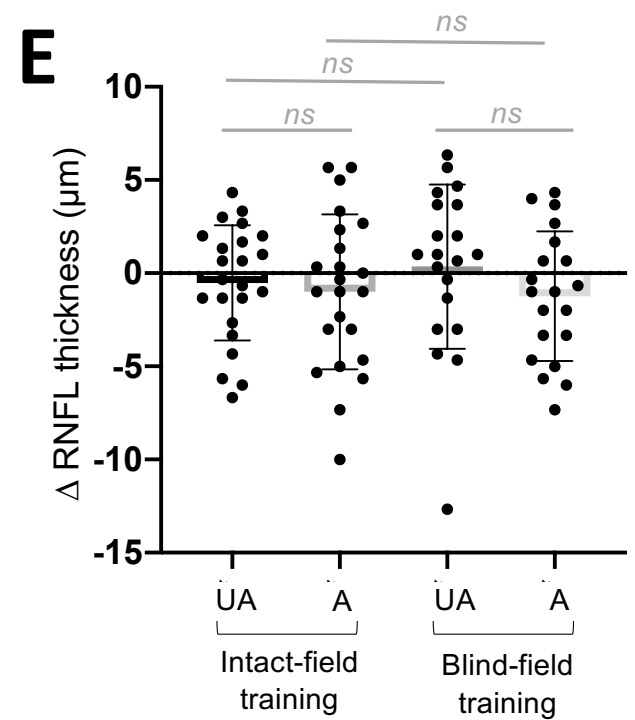 E
ns
ns
ns
ns
Δ RNFL thickness (µm)
10
5
0
-5
-10
-15
UA
A
UA
A
Intact-field
training
Blind-field
training